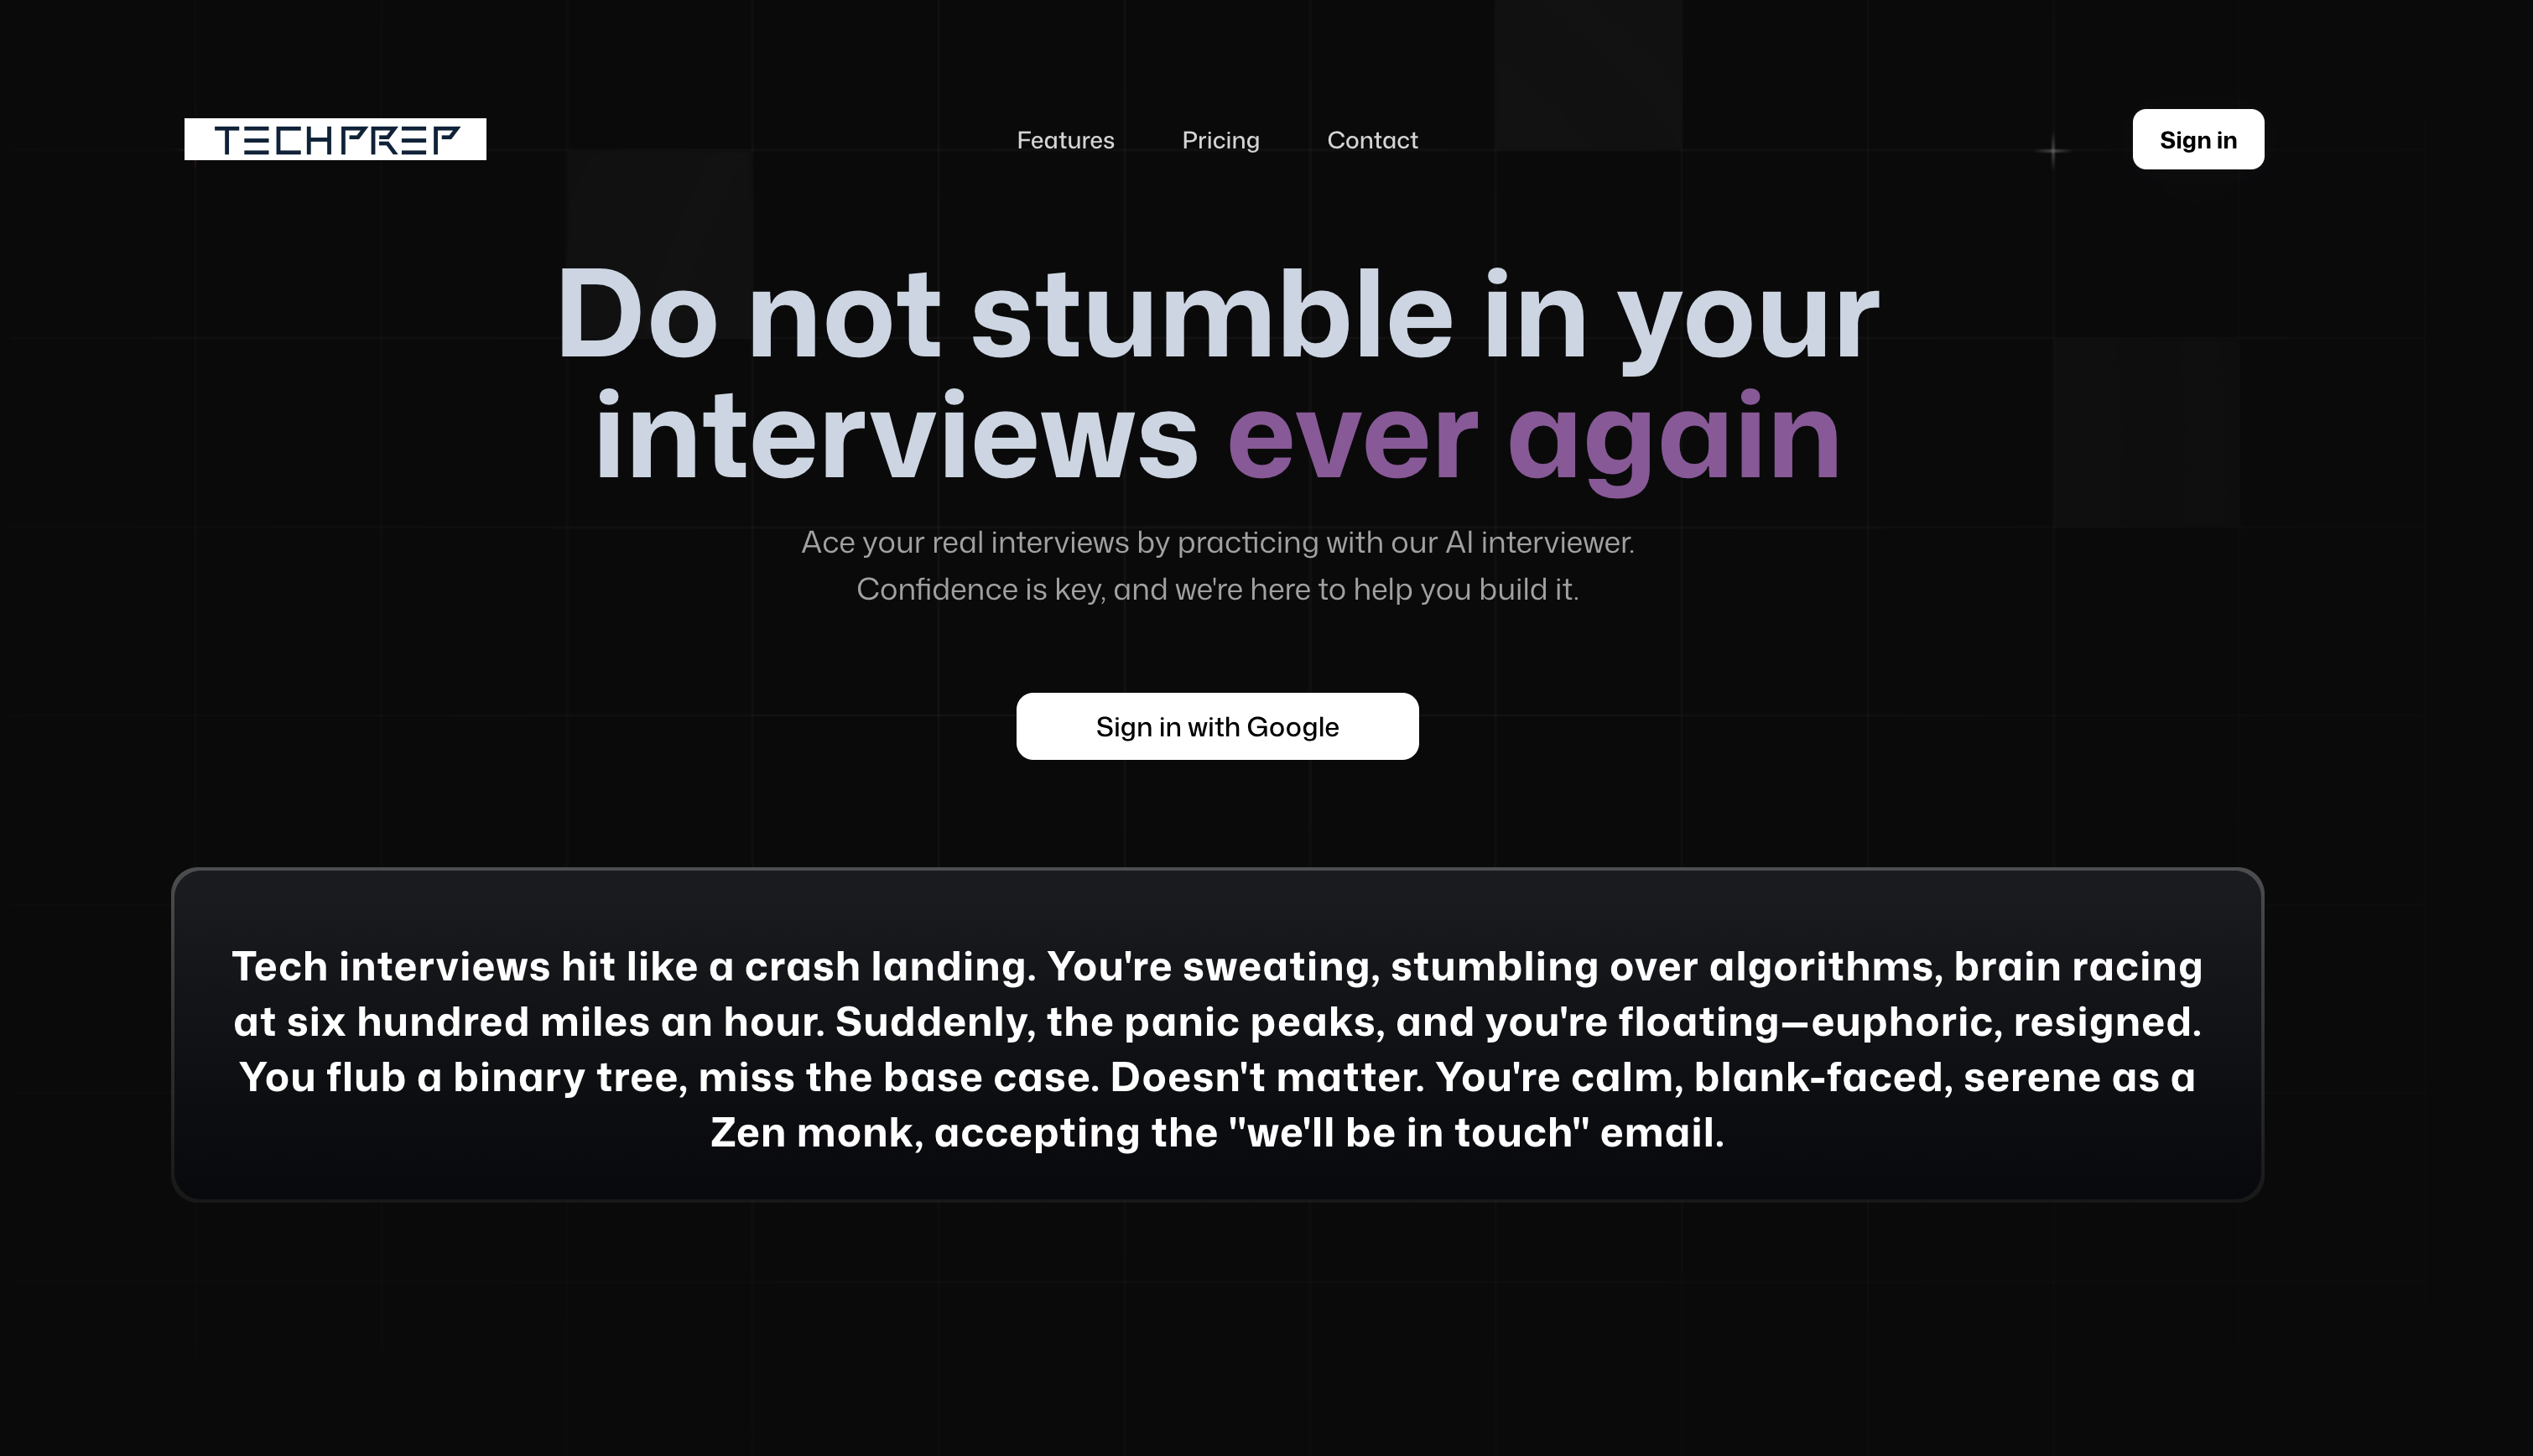 TECHPREP
Features
Pricing
Contact
Sign in
Do not stumble in your
interviews ever again
Ace your real interviews by practicing with our AI interviewer.
Confidence is key, and we're here to help you build it.
Sign in with Google
Tech interviews hit like a crash landing. You're sweating, stumbling over algorithms, brain racing
at six hundred miles an hour. Suddenly, the panic peaks, and you're floating—euphoric, resigned.
You flub a binary tree, miss the base case. Doesn't matter. You're calm, blank-faced, serene as a
Zen monk, accepting the "we'll be in touch" email.